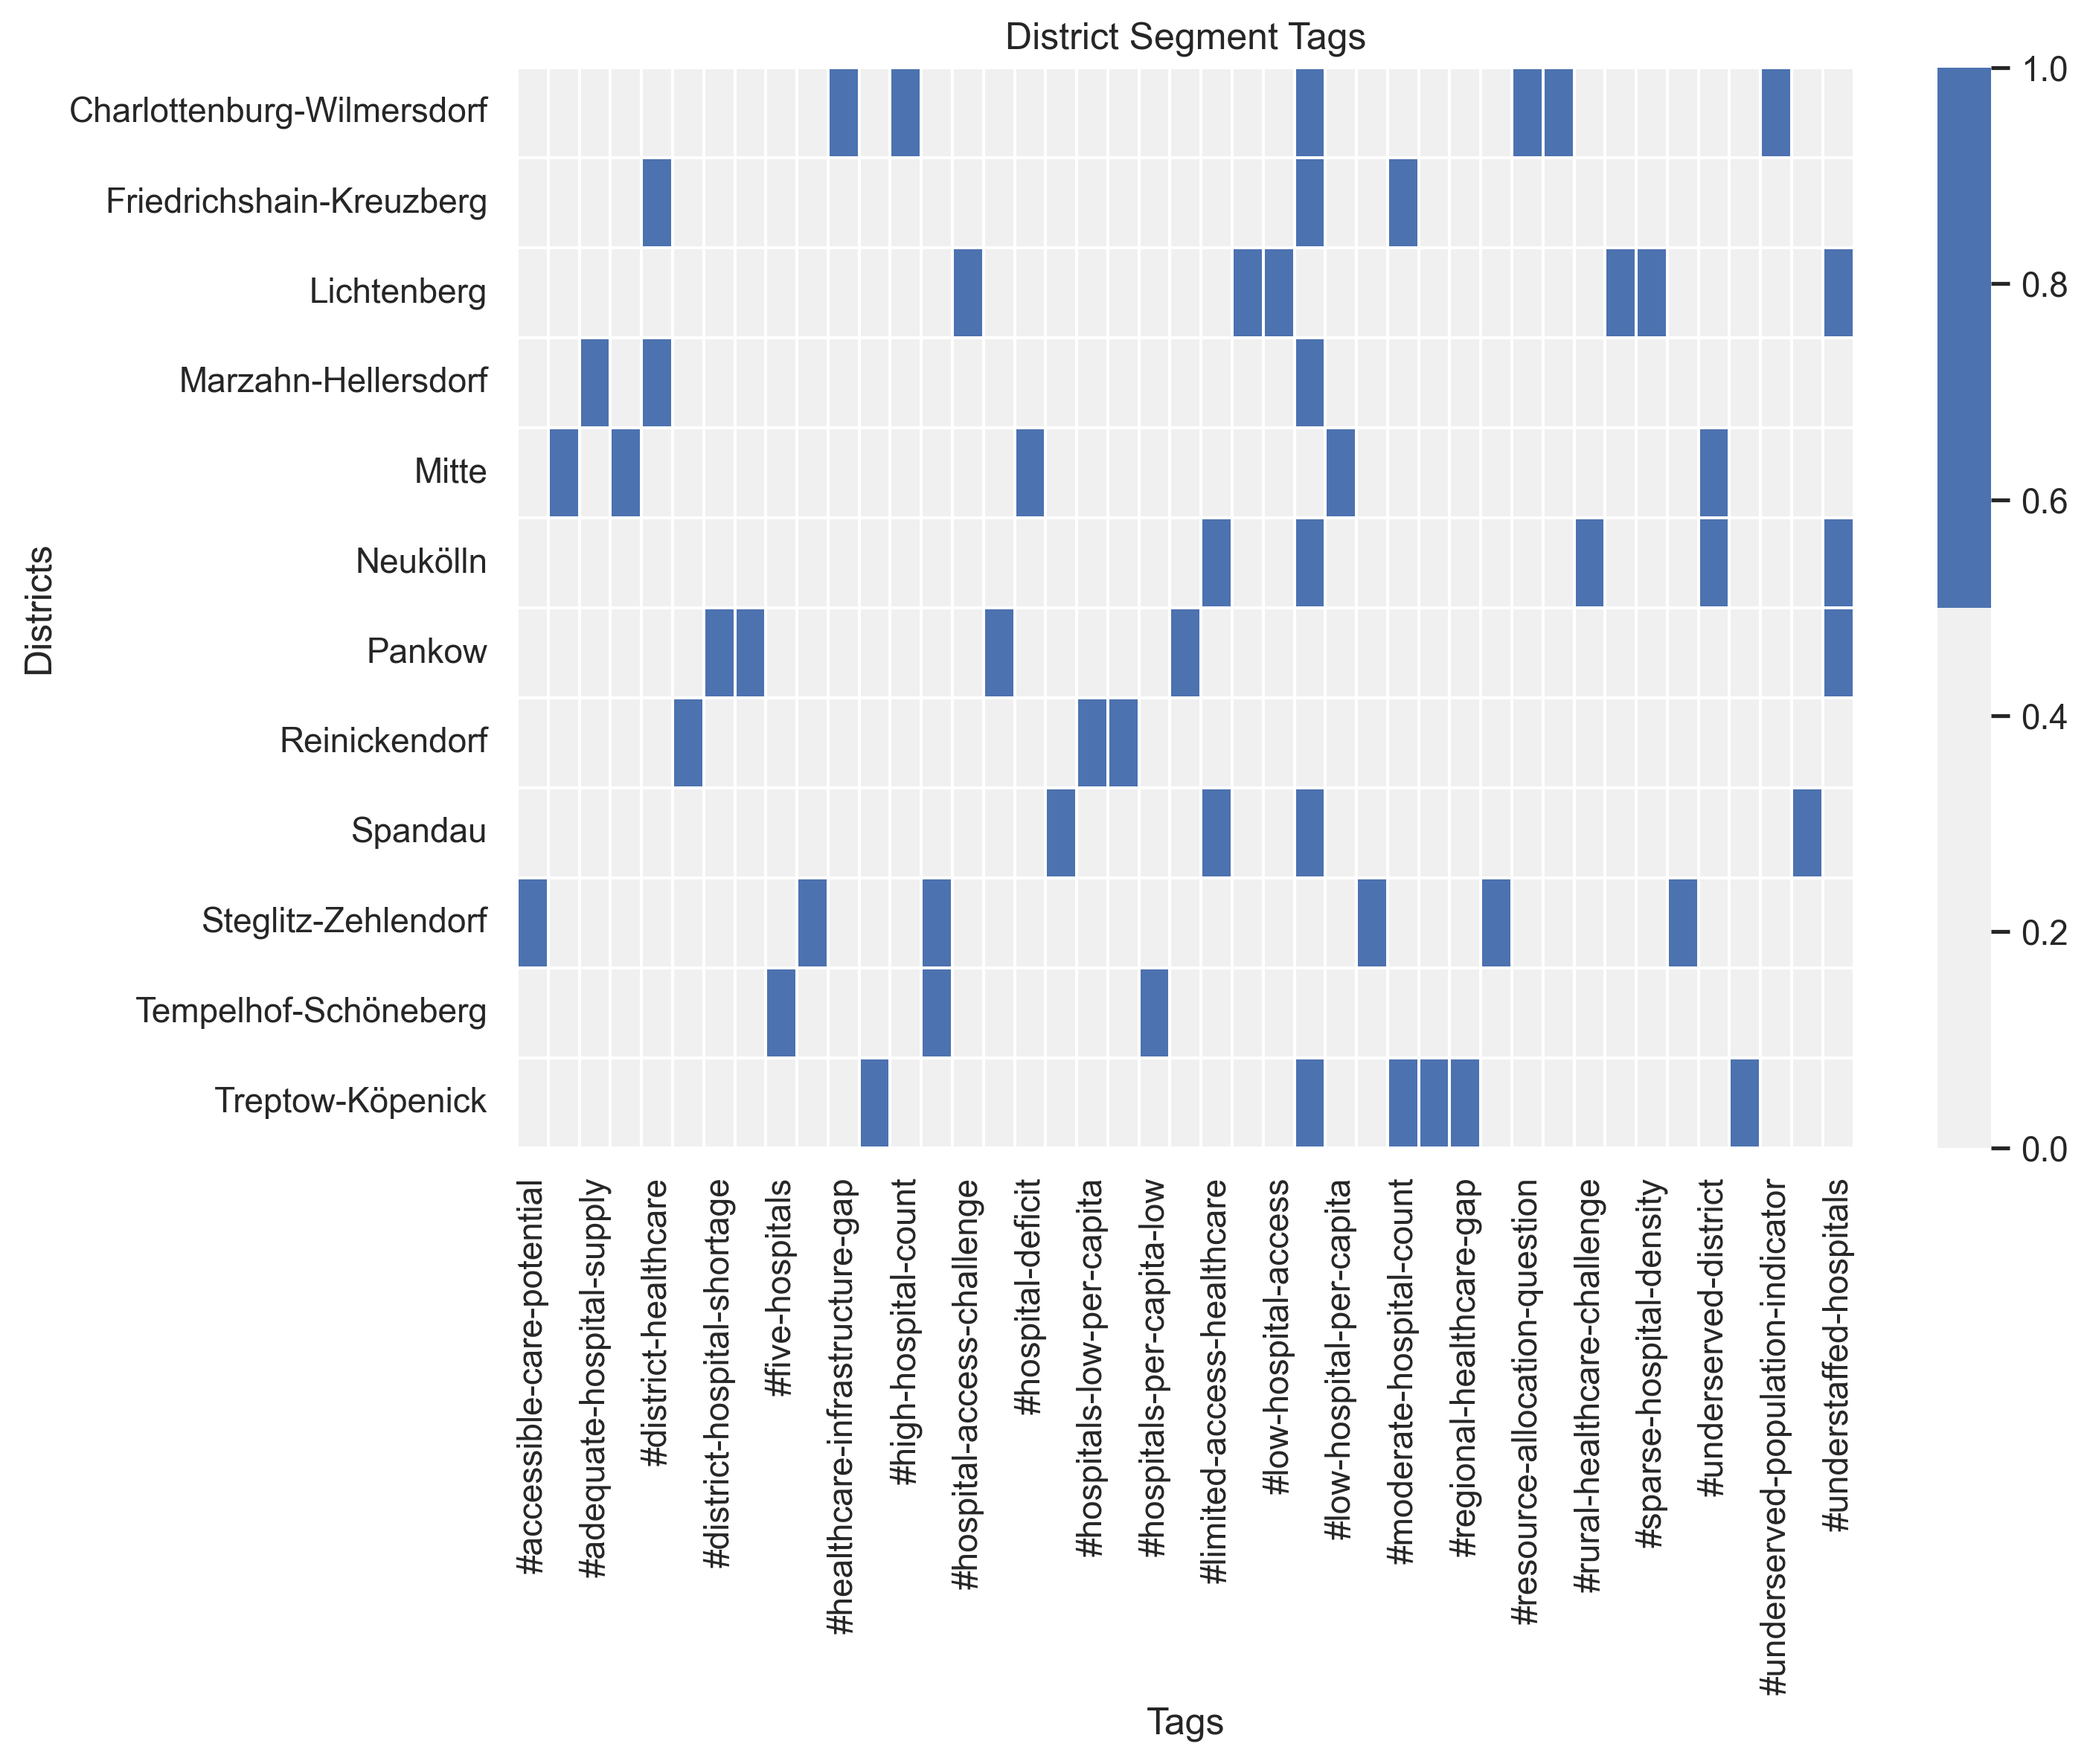 District Segment Tags
Districts
Charlottenburg-Wilmersdorf
Friedrichshain-Kreuzberg
Lichtenberg
Marzahn-Hellersdorf
Mitte
Neukölln
Pankow
Reinickendorf
Spandau
Steglitz-Zehlendorf
Tempelhof-Schöneberg
Treptow-Köpenick
#accessible-care-potential
#adequate-hospital-supply
#district-healthcare
#district-hospital-shortage
#five-hospitals
#healthcare-infrastructure-gap
#high-hospital-count
#hospital-access-challenge
#hospital-deficit
#hospitals-low-per-capita
#hospitals-per-capita-low
#limited-access-healthcare
#low-hospital-access
#low-hospital-per-capita
#moderate-hospital-count
#regional-healthcare-gap
#resource-allocation-question
#rural-healthcare-challenge
#sparse-hospital-density
#underserved-district
#underserved-population-indicator
#understaffed-hospitals
Tags
1.0
0.8
0.6
0.4
0.2
0.0